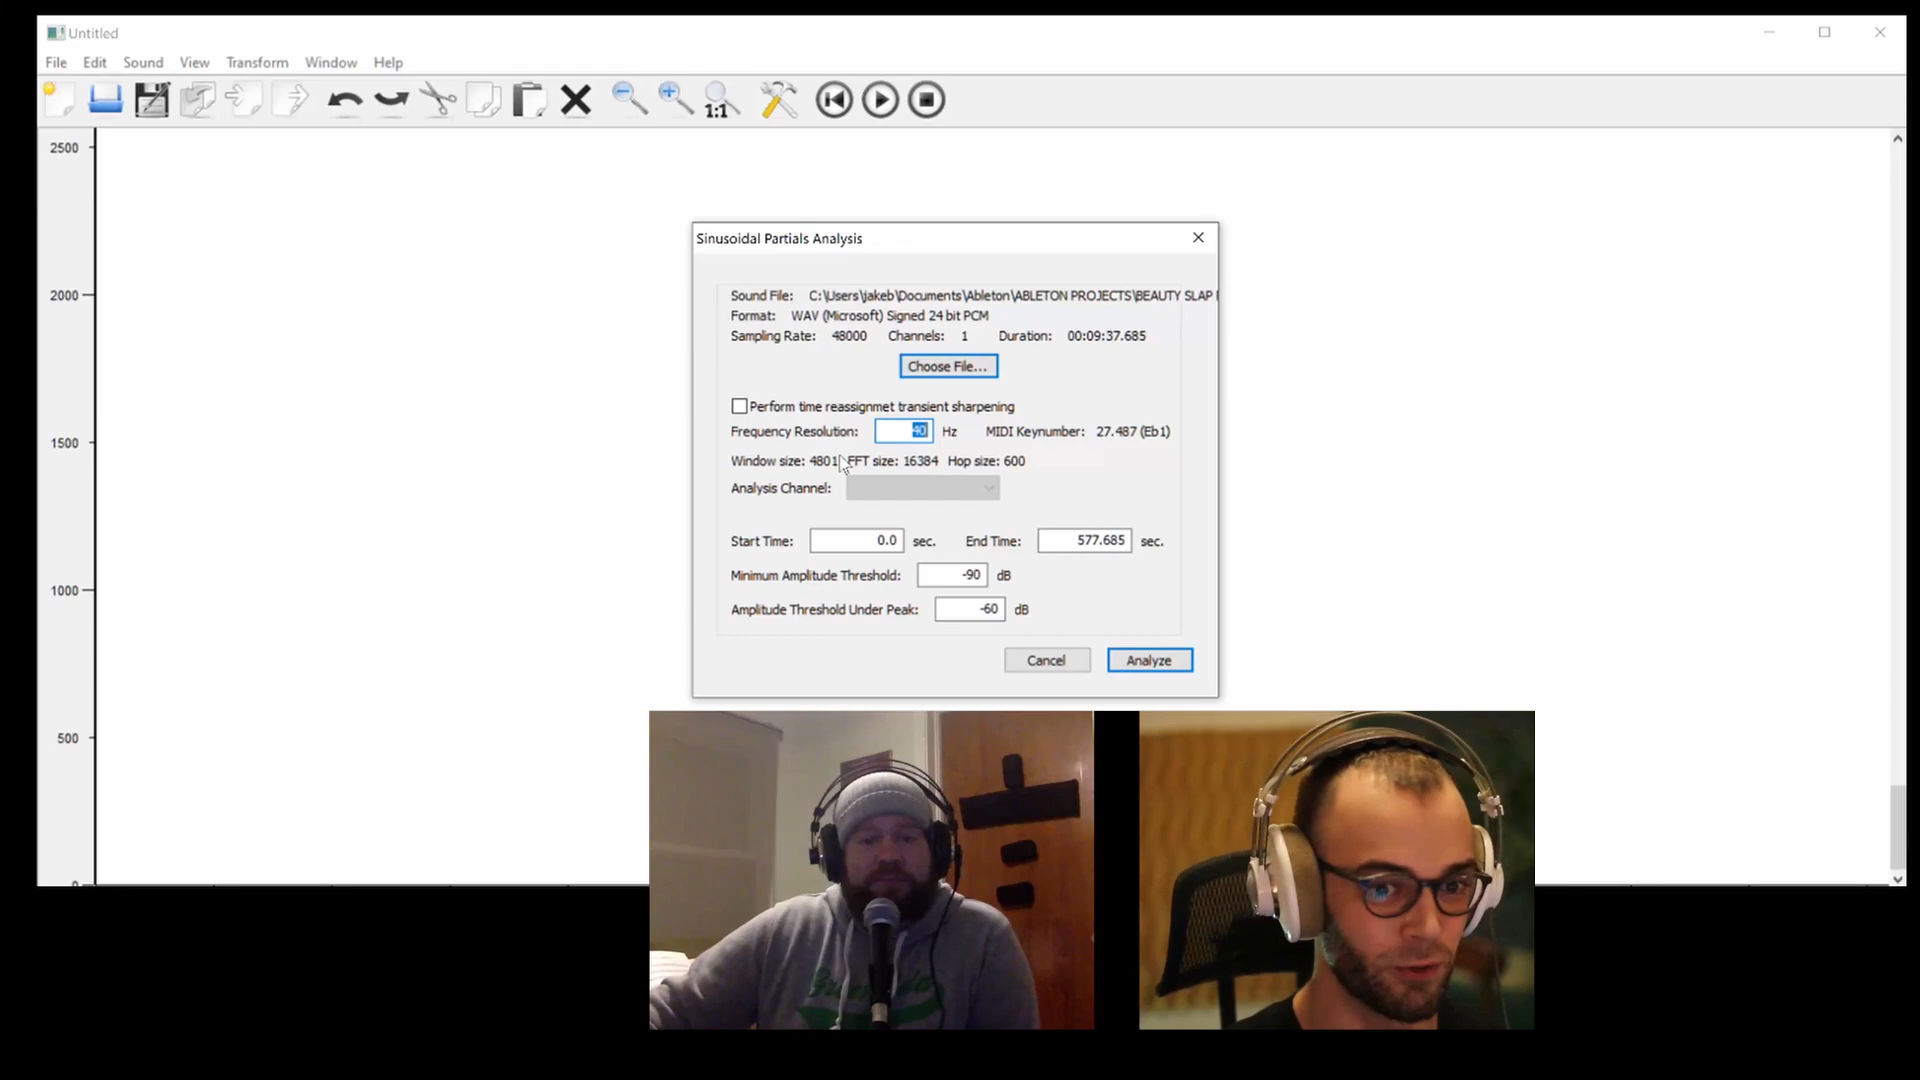 Untitled
File Edit Sound View Transform Window Help
1:1
2500
2000
1500
1000
500
0
Sinusoidal Partials Analysis
Sound File: C:\Users\jakeb\Documents\Ableton\ABLETON PROJECTS\BEAUTY SLAP
Format: WAV (Microsoft) Signed 24 bit PCM
Sampling Rate: 48000 Channels: 1 Duration: 00:09:37.685
Choose File...
Perform time reassignmet transient sharpening
Frequency Resolution: 40 Hz MIDI Keynumber: 27.487 (Eb1)
Window size: 4801 FFT size: 16384 Hop size: 600
Analysis Channel:
Start Time: 0.0 sec. End Time: 577.685 sec.
Minimum Amplitude Threshold: -90 dB
Amplitude Threshold Under Peak: -60 dB
Cancel Analyze